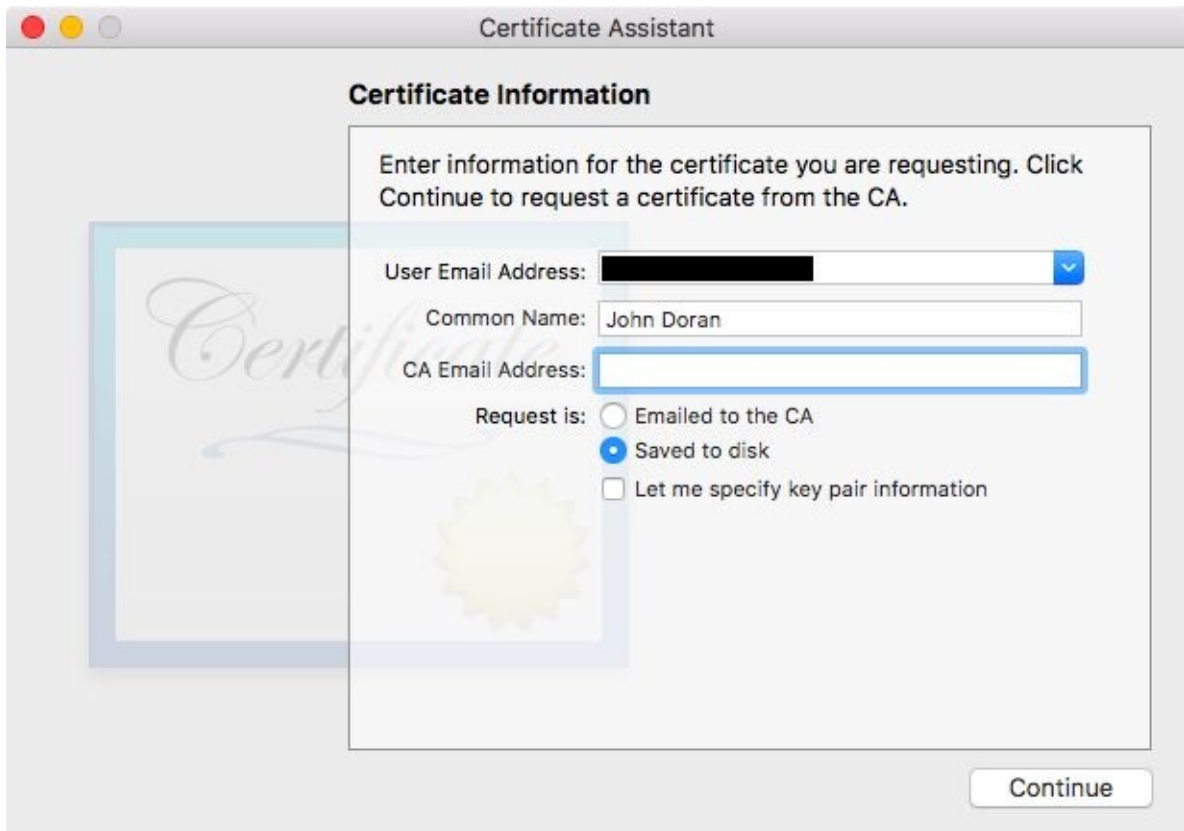 Certificate Assistant
Certificate Information
Enter information for the certificate you are requesting. Click
Continue to request a certificate from the CA.
User Email Address:
Common Name: John Doran
CA Email Address:
Request is: Emailed to the CA
Saved to disk
Let me specify key pair information
Certificate
Continue